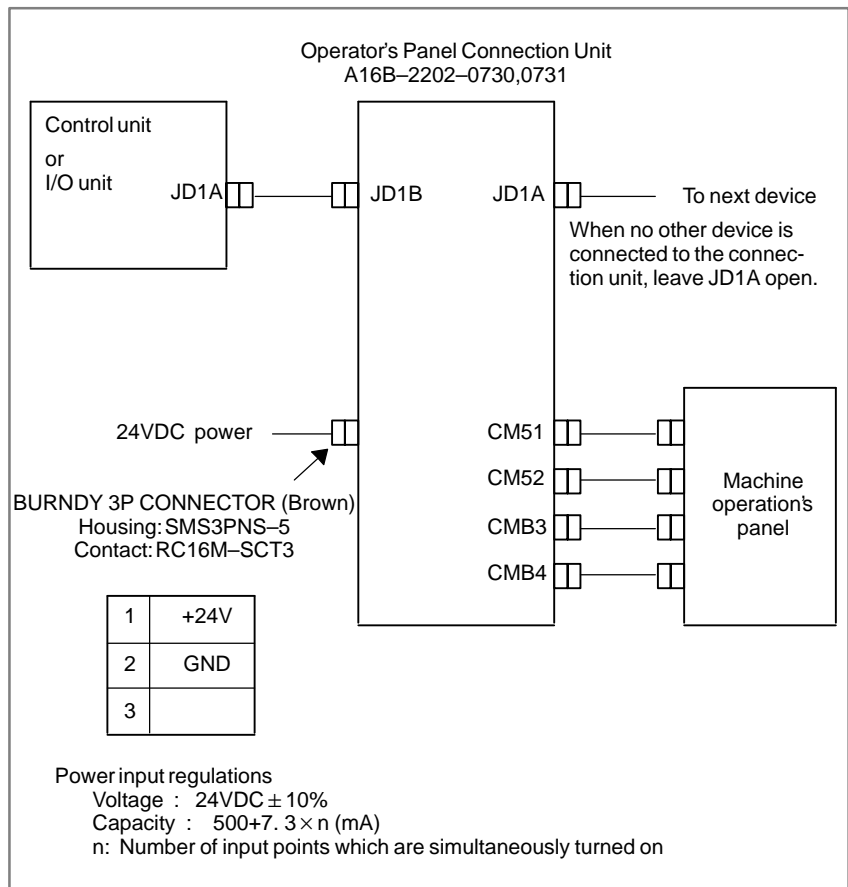 Operator's Panel Connection Unit
A16B–2202–0730,0731
Control unit
or
I/O unit
JD1A
JD1B
JD1A
To next device
When no other device is
connected to the connec-
tion unit, leave JD1A open.
24VDC power
CM51
CM52
CMB3
CMB4
Machine
operation's
panel
BURNDY 3P CONNECTOR (Brown)
Housing:SMS3PNS–5
Contact:RC16M–SCT3
1 +24V
2 GND
3
Power input regulations
Voltage : 24VDC ± 10%
Capacity : 500+7. 3 × n (mA)
n: Number of input points which are simultaneously turned on